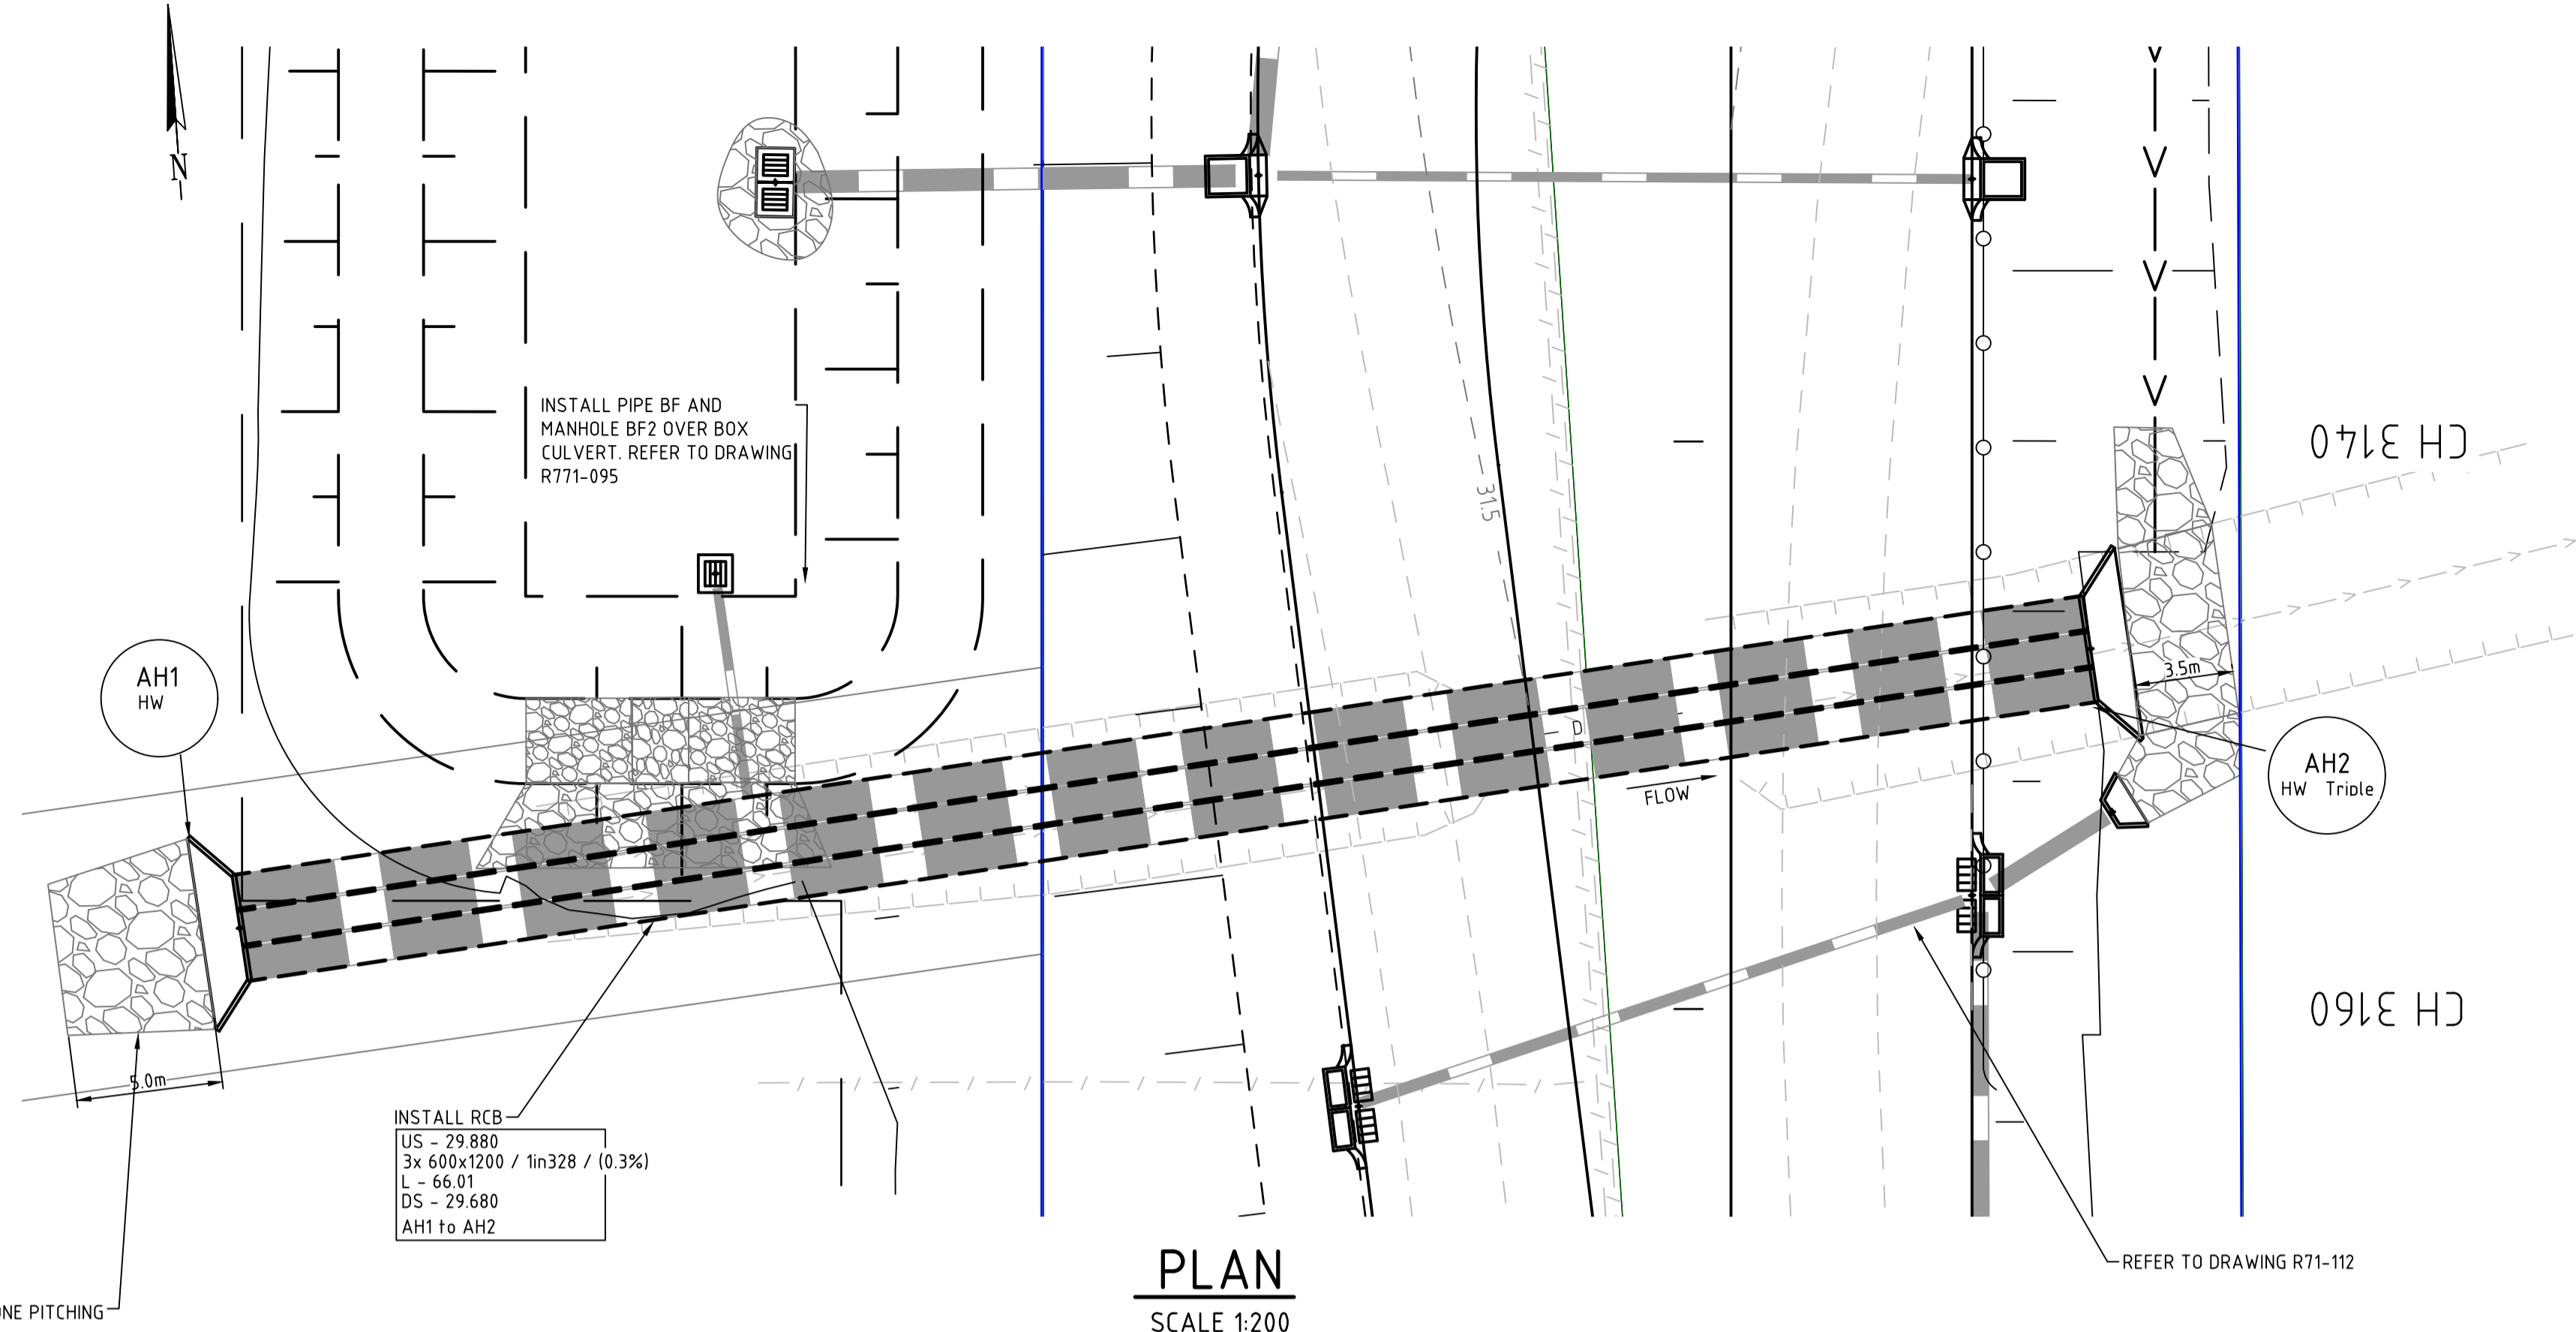 N
INSTALL PIPE BF AND
MANHOLE BF2 OVER BOX
CULVERT. REFER TO DRAWING
R771-095
31.5
CH 3140
AH1
HW
3.5m
D
FLOW
AH2
HW Triple
CH 3160
5.0m
INSTALL RCB
US - 29.880
3x 600x1200 / 1in328 / (0.3%)
L - 66.01
DS - 29.680
AH1 to AH2
PLAN
SCALE 1:200
REFER TO DRAWING R71-112
NE PITCHING